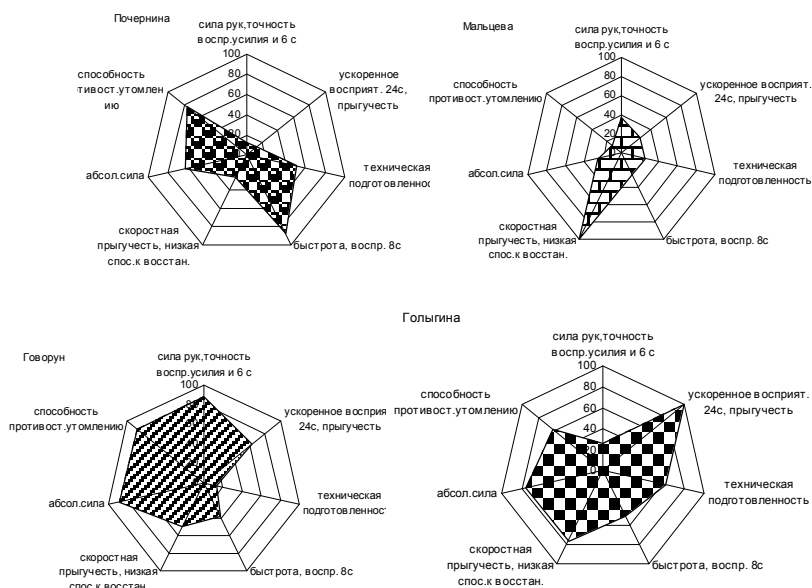 Почернина
сила рук,точность
воспр.усилия и 6 с
100
80
60
40
20
ускоренное
восприят. 24с,
прыгучесть
техническая
подготовленнос
быстрота, воспр. 8с
скоростная
прыгучесть, низкая
спос.к восстан.
абсол.сила
способность
тивост.утомлен
ию
Мальцева
сила рук,точность
воспр.усилия и 6 с
100
80
60
40
20
0
ускоренное восприят.
24с, прыгучесть
техническая
подготовленность
быстрота, воспр. 8с
скоростная
прыгучесть, низкая
спос.к восстан.
абсол.сила
способность
противост.утомлению
Говорун
сила рук,точность
воспр.усилия и 6 с
100
ускоренное восприя
24с, прыгучесть
техническая
подготовленнос
быстрота, воспр. 8с
скоростная
прыгучесть, низкая
спос.к восстан.
абсол.сила
способность
противост.утомлению
Голыгина
сила рук,точность
воспр.усилия и 6 с
100
80
60
40
20
0
ускоренное восприят.
24с, прыгучесть
техническая
подготовленность
быстрота, воспр. 8с
скоростная
прыгучесть, низкая
спос.к восстан.
абсол.сила
способность
противост.утомлению